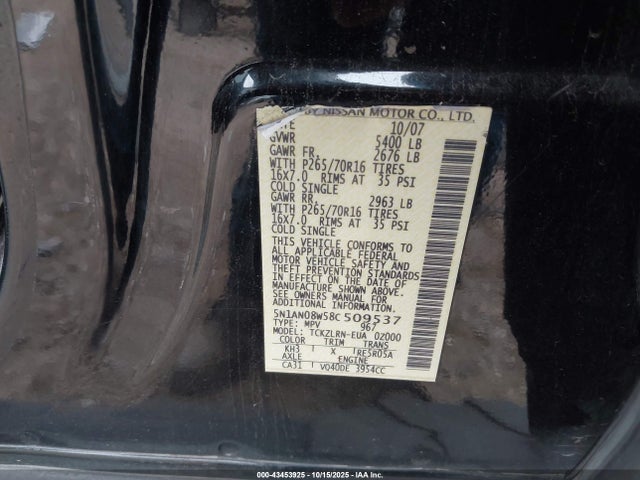 BY NISSAN MOTOR CO., LTD.
DATE 10/07
GVWR 5400 LB
GAWR FR. 2676 LB
WITH P265/70R16 TIRES
16X7.0 RIMS AT 35 PSI
COLD SINGLE
GAWR RR. 2963 LB
WITH P265/70R16 TIRES
16X7.0 RIMS AT 35 PSI
COLD SINGLE
THIS VEHICLE CONFORMS TO
ALL APPLICABLE FEDERAL
MOTOR VEHICLE SAFETY AND
THEFT PREVENTION STANDARDS
IN EFFECT ON THE DATE OF
MANUFACTURE SHOWN ABOVE.
SEE OWNERS MANUAL FOR
ADDITIONAL INFORMATION
5N1AN08W58C509537
TYPE: MPV 967
MODEL: TCKZLRN-EUA 0Z000
COLOR TRIM TRANS
KH3 X RE5R05A
AXLE ENGINE
CA31 VQ40DE 3954CC
000-43453925 - 10/15/2025 - IAA Inc.